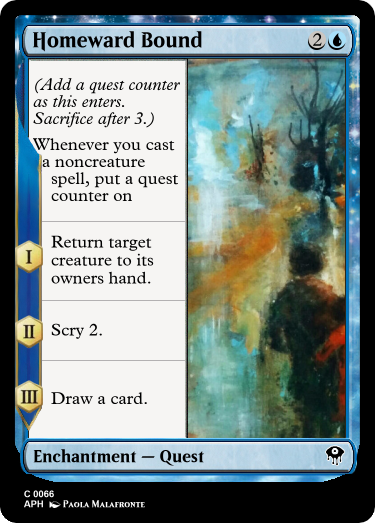 Homeward Bound
2
(Add a quest counter
as this enters.
Sacrifice after 3.)
Whenever you cast
a noncreature
spell, put a quest
counter on
I
Return target
creature to its
owners hand.
II
Scry 2.
III
Draw a card.
Enchantment — Quest
C 0066
APH Paola Malafronte